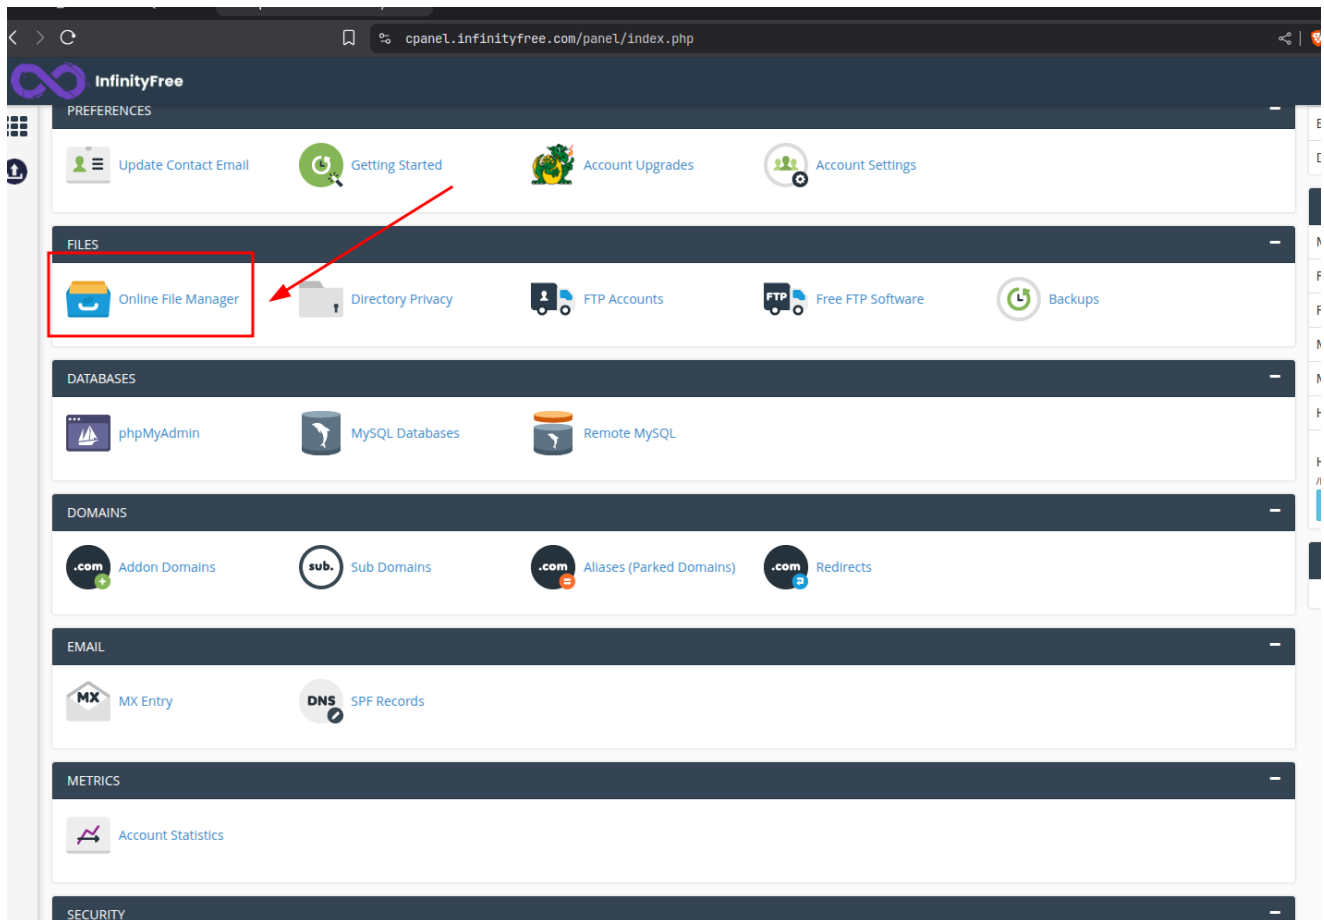 cpanel.infinityfree.com/panel/index.php
InfinityFree
PREFERENCES
Update Contact Email
Getting Started
Account Upgrades
Account Settings
FILES
Online File Manager
Directory Privacy
FTP Accounts
FTP
Free FTP Software
Backups
DATABASES
phpMyAdmin
MySQL Databases
Remote MySQL
DOMAINS
.com
Addon Domains
sub.
Sub Domains
.com
Aliases (Parked Domains)
.com
Redirects
EMAIL
MX
MX Entry
DNS
SPF Records
METRICS
Account Statistics
SECURITY